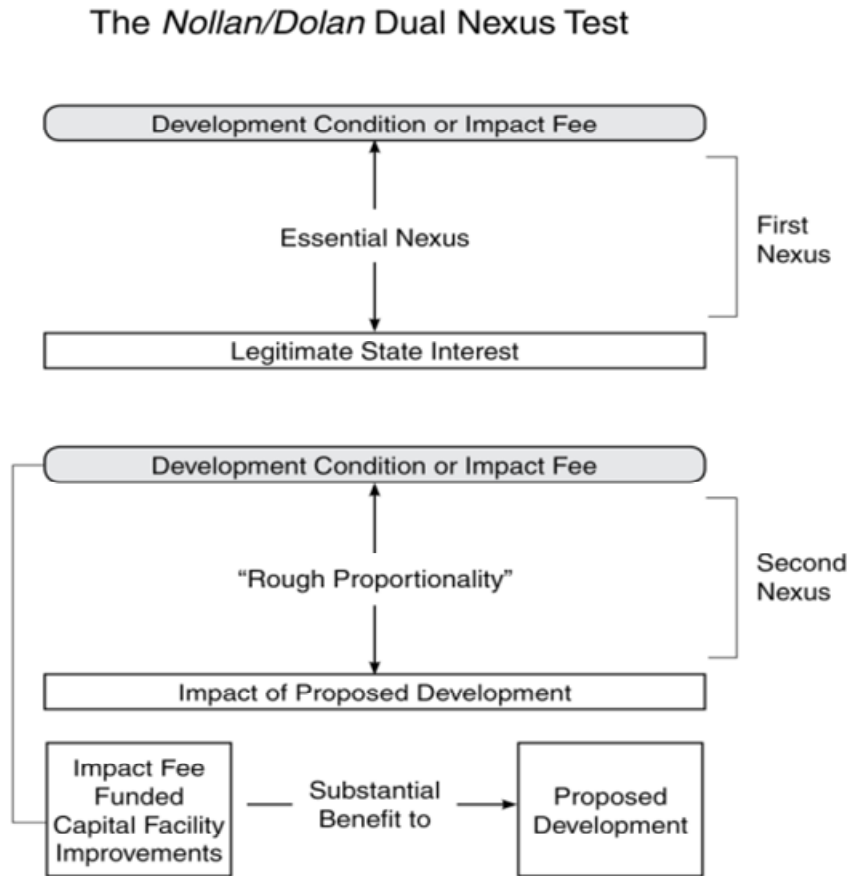 The Nollan/Dolan Dual Nexus Test
Development Condition or Impact Fee
Essential Nexus
First
Nexus
Legitimate State Interest
Development Condition or Impact Fee
“Rough Proportionality”
Second
Nexus
Impact of Proposed Development
Impact Fee
Funded
Capital Facility
Improvements
Substantial
Benefit to
Proposed
Development